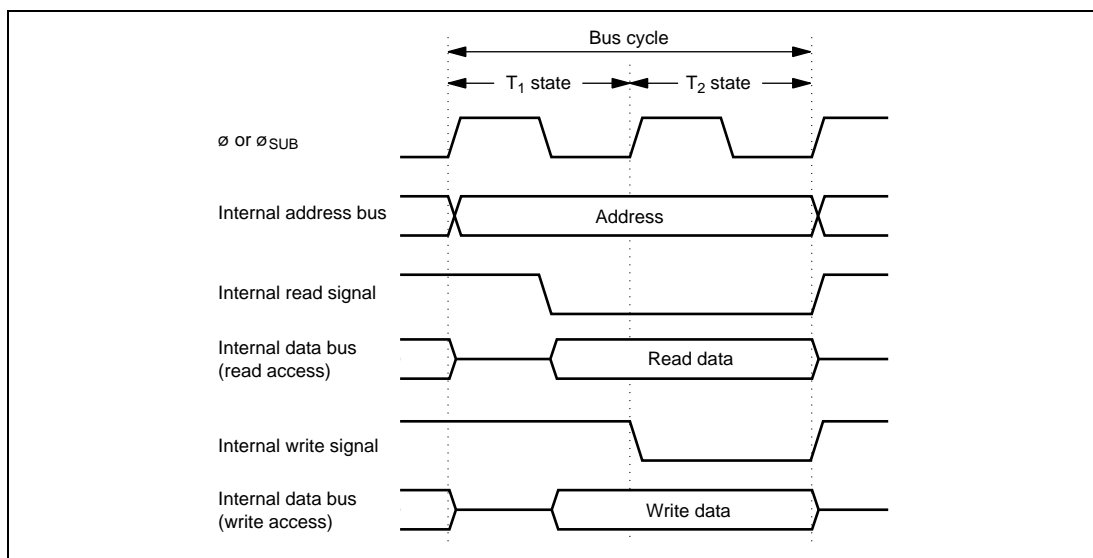 Bus cycle
T1 state
T2 state
ø or øSUB
Internal address bus
Address
Internal read signal
Internal data bus
(read access)
Read data
Internal write signal
Internal data bus
(write access)
Write data